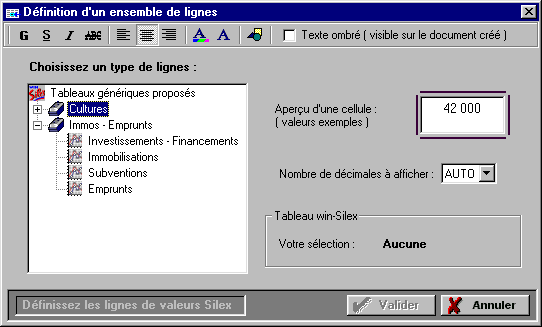 Définition d'un ensemble de lignes
G S I ABC A A Texte ombré ( visible sur le document créé )
Choisissez un type de lignes :
Tableaux génériques proposés
Cultures
Immos - Emprunts
Investissements - Financements
Immobilisations
Subventions
Emprunts
Aperçu d'une cellule :
( valeurs exemples )
42 000
Nombre de décimales à afficher : AUTO
Tableau win-Silex
Votre sélection : Aucune
Définissez les lignes de valeurs Silex
Valider
Annuler